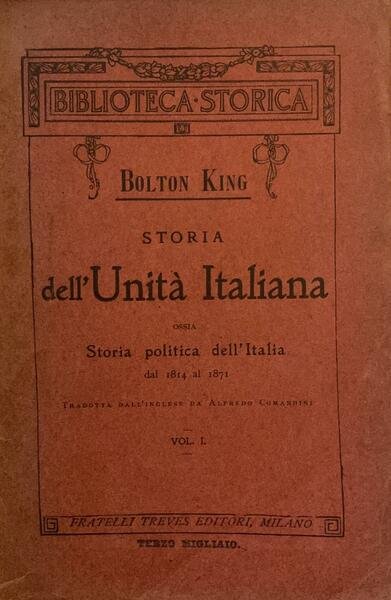 BIBLIOTECA·STORICA
BOLTON KING
STORIA
dell'Unità Italiana
OSSIA
Storia politica dell'Italia
dal 1814 al 1871
TRADOTTA DALL'INGLESE DA ALFREDO COMANDINI
VOL. I.
FRATELLI TREVES EDITORI, MILANO
TERZO MIGLIAIO.